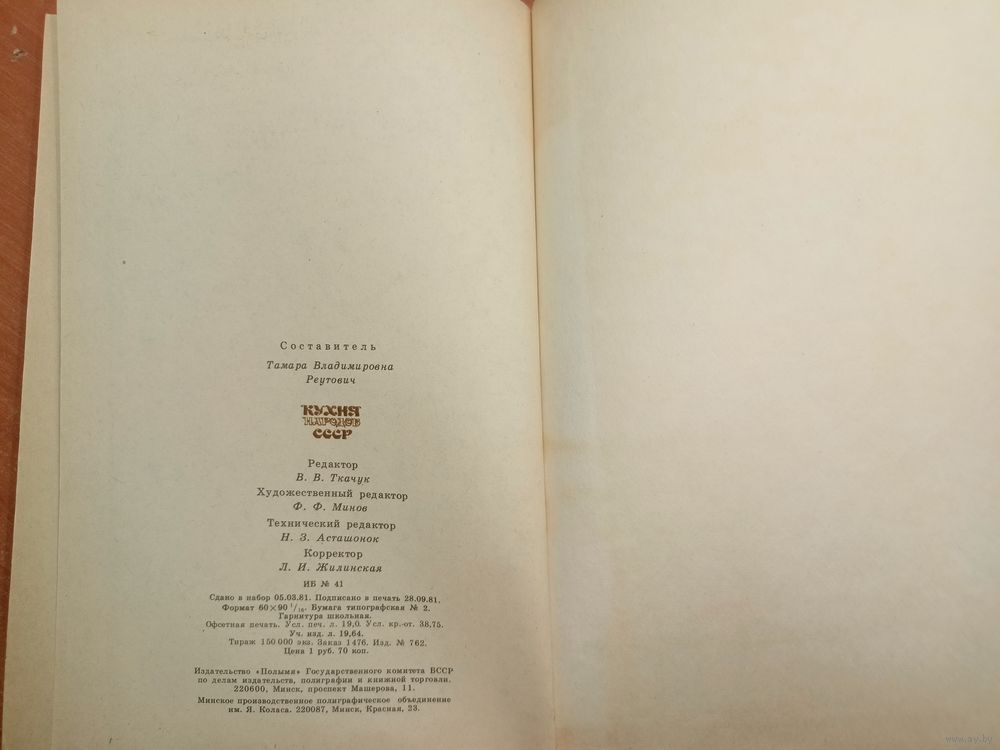 Составитель
Тамара Владимировна
Реутович
КУХНЯ
НАРОДОВ
СССР
Редактор
В. В. Ткачук
Художественный редактор
Ф. Ф. Минов
Технический редактор
Н. З. Асташонок
Корректор
Л. И. Жилинская
ИБ № 41
Сдано в набор 05.03.81. Подписано в печать 28.09.81.
Формат 60×90 1/16. Бумага типографская № 2.
Гарнитура школьная.
Офсетная печать. Усл. печ. л. 19,0. Усл. кр.-от. 38,75.
Уч. изд. л. 19,64.
Тираж 150 000 экз. Заказ 1476. Изд. № 762.
Цена 1 руб. 70 коп.
Издательство «Полымя» Государственного комитета БССР
по делам издательств, полиграфии и книжной торговли.
220600, Минск, проспект Машерова, 11.
Минское производственное полиграфическое объединение
им. Я. Коласа. 220087, Минск, Красная, 23.
www.ay.by